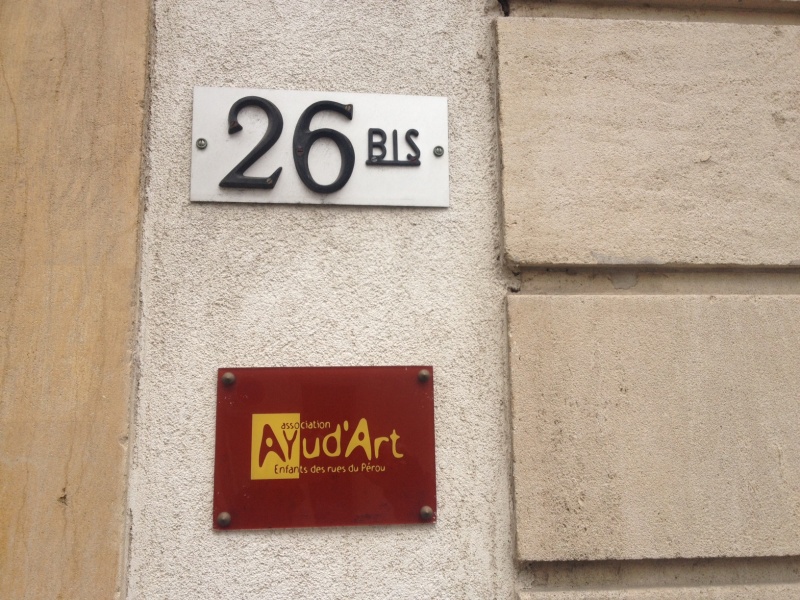 26 BIS
association
AYud'Art
Enfants des rues du Pérou